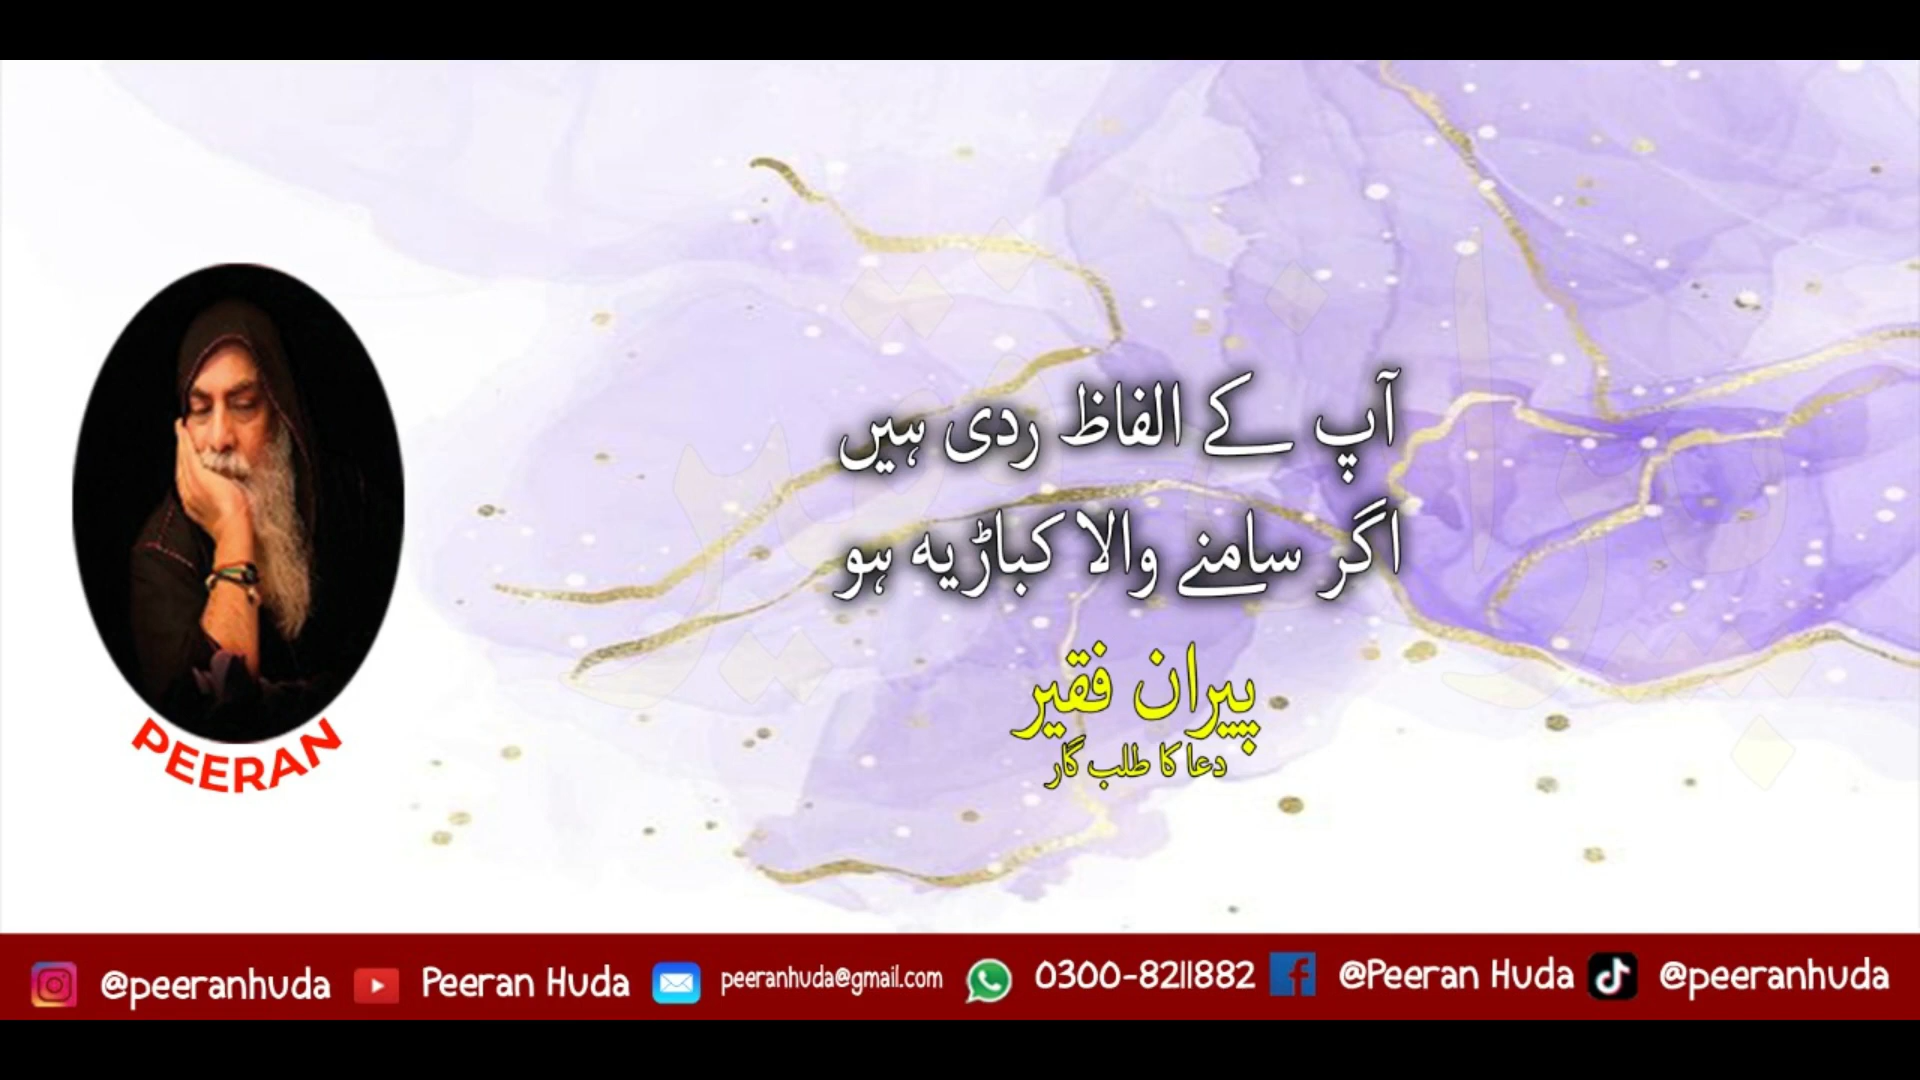 آپ کے الفاظ ردی ہیں
اگر سامنے والا کباڑیہ ہو
پیران فقیر
دعا کا طلب گار
PEERAN
@peeranhuda Peeran Huda peeranhuda@gmail.com 0300-8211882 @Peeran Huda @peeranhuda